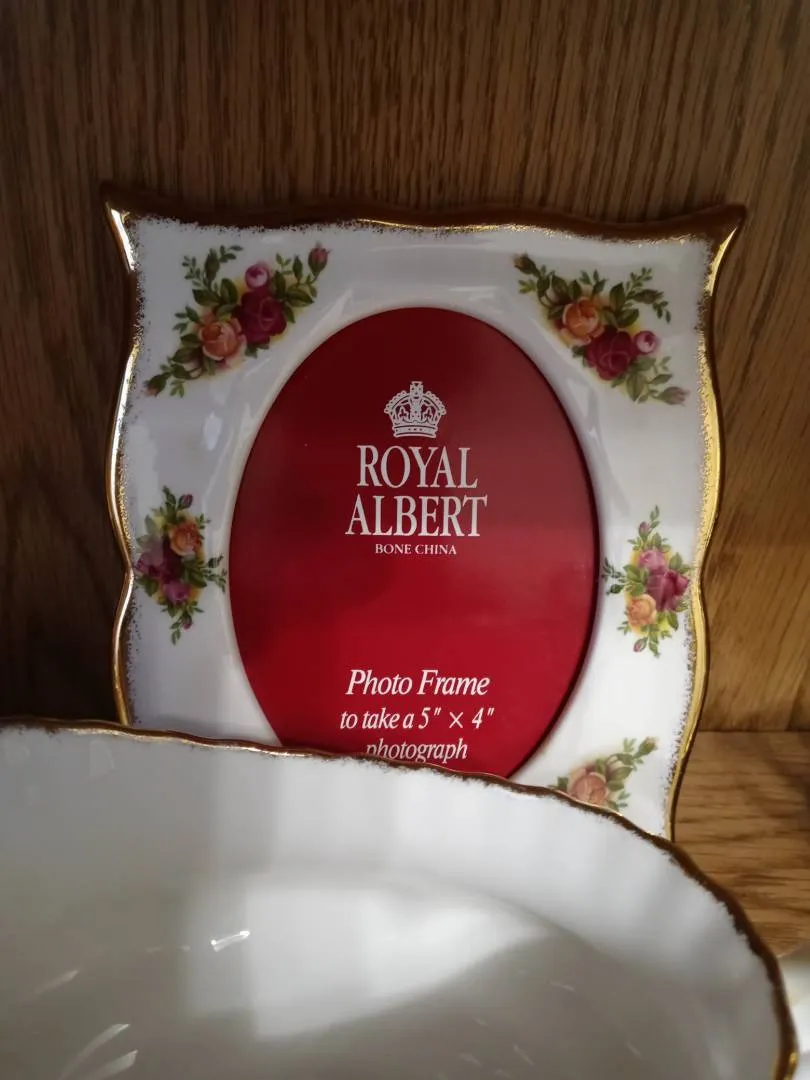 ROYAL
ALBERT
BONE CHINA
Photo Frame
to take a 5" × 4"
photograph